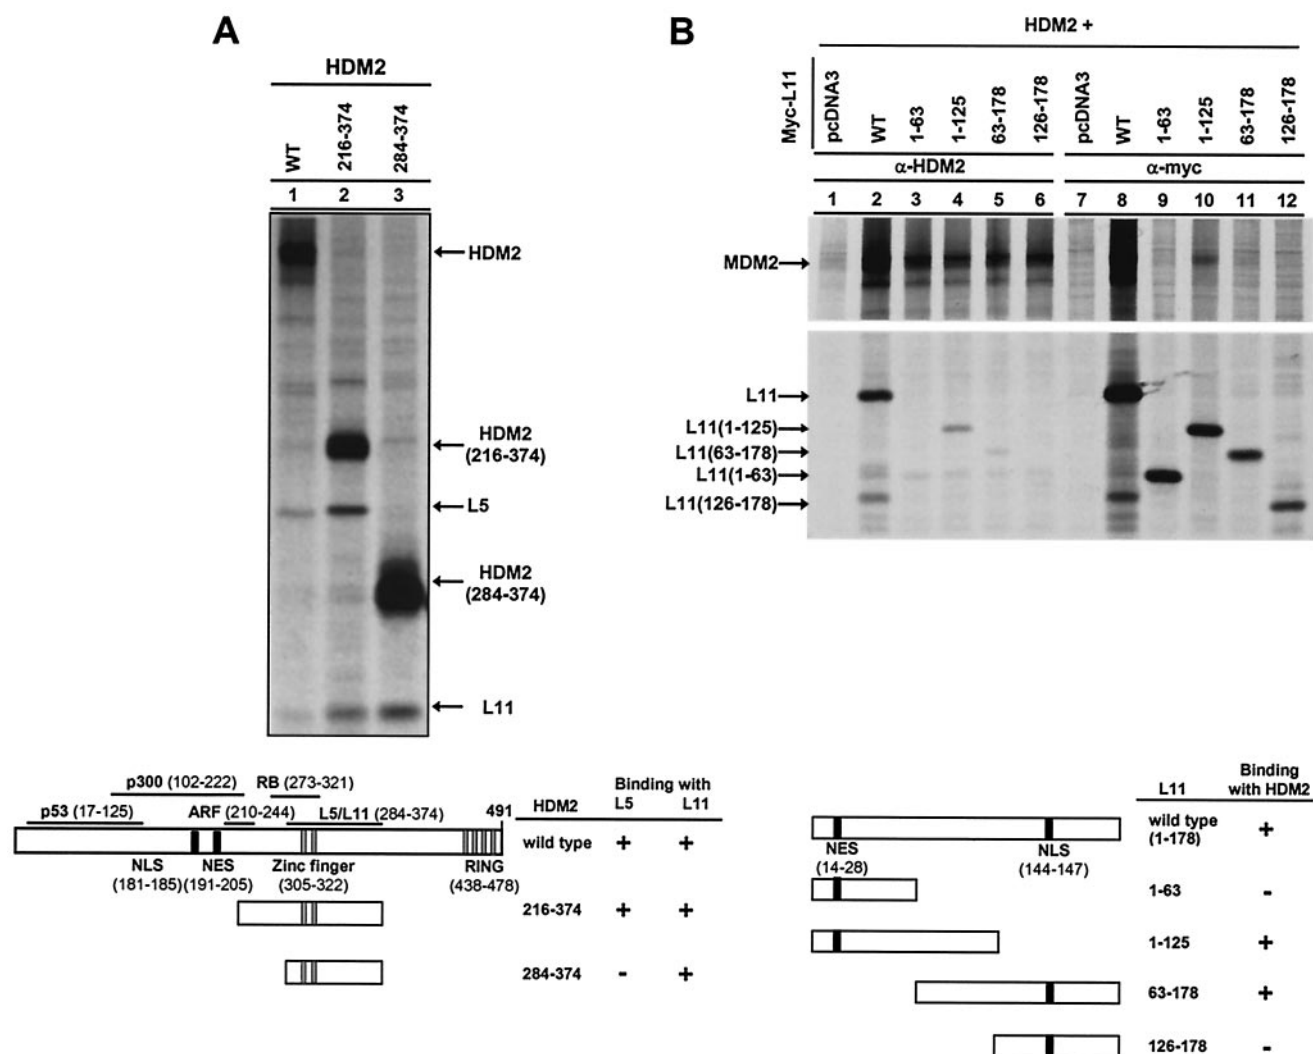 A
HDM2
WT
216-374
284-374
1 2 3
HDM2
HDM2
(216-374)
L5
HDM2
(284-374)
L11
B
HDM2 +
Myc-L11
pcDNA3
WT
1-63
1-125
63-178
126-178
pcDNA3
WT
1-63
1-125
63-178
126-178
α-HDM2 α-myc
1 2 3 4 5 6 7 8 9 10 11 12
MDM2
L11
L11(1-125)
L11(63-178)
L11(1-63)
L11(126-178)
p300 (102-222) RB (273-321)
p53 (17-125) ARF (210-244) L5/L11 (284-374) 491
NLS NES Zinc finger RING
(181-185) (191-205) (305-322) (438-478)
Binding with
HDM2 L5 L11
wild type + +
216-374 + +
284-374 - +
Binding
L11 with HDM2
wild type +
(1-178)
NES NLS
(14-28) (144-147)
1-63 -
1-125 +
63-178 +
126-178 -